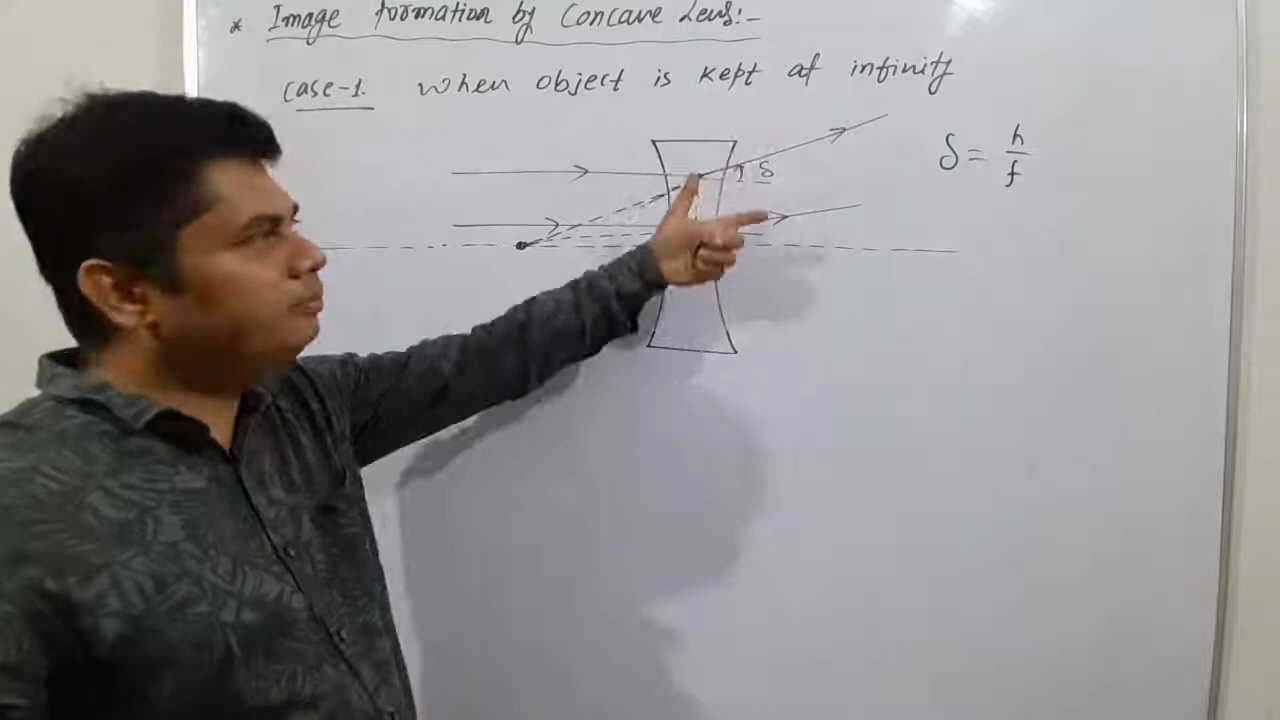 * Image formation by Concave Lens:-
Case-1. When object is kept at infinity
δ
δ = h/f